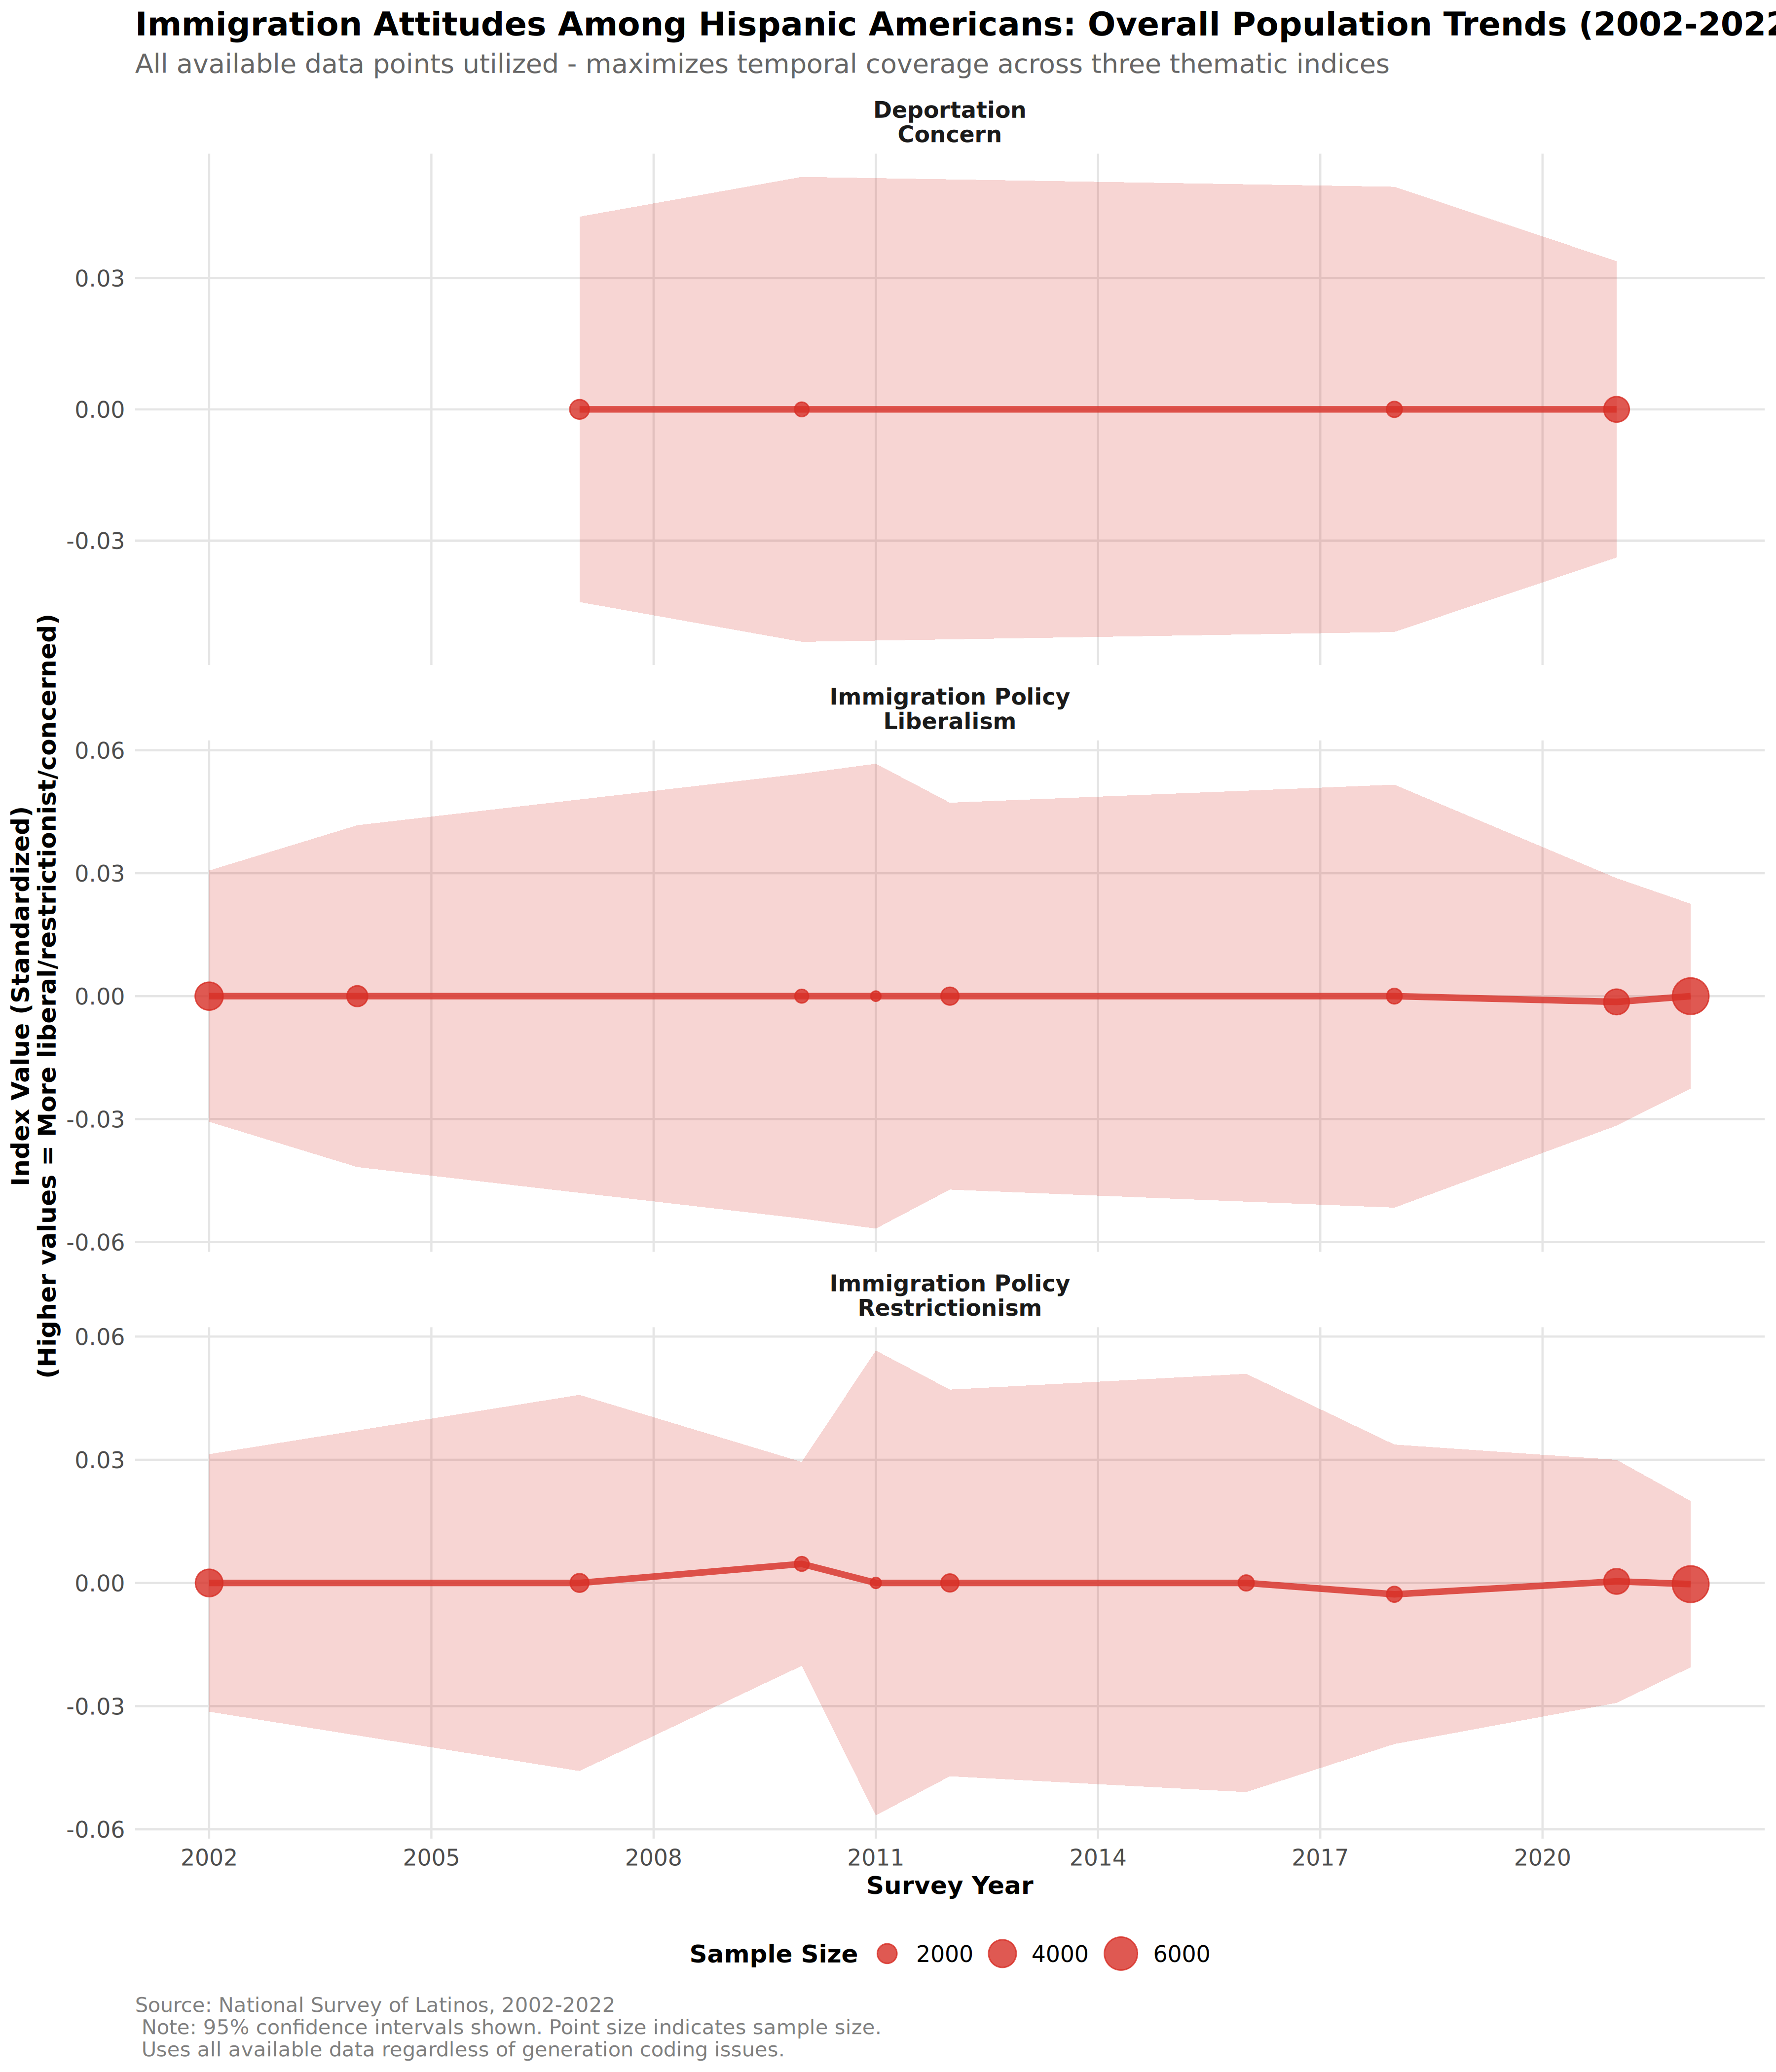 Immigration Attitudes Among Hispanic Americans: Overall Population Trends (2002-2022
All available data points utilized - maximizes temporal coverage across three thematic indices
Deportation
Concern
0.03
0.00
-0.03
Immigration Policy
Liberalism
0.06
0.03
0.00
-0.03
-0.06
Immigration Policy
Restrictionism
0.06
0.03
0.00
-0.03
-0.06
Index Value (Standardized)
(Higher values = More liberal/restrictionist/concerned)
2002 2005 2008 2011 2014 2017 2020
Survey Year
Sample Size 2000 4000 6000
Source: National Survey of Latinos, 2002-2022
Note: 95% confidence intervals shown. Point size indicates sample size.
Uses all available data regardless of generation coding issues.